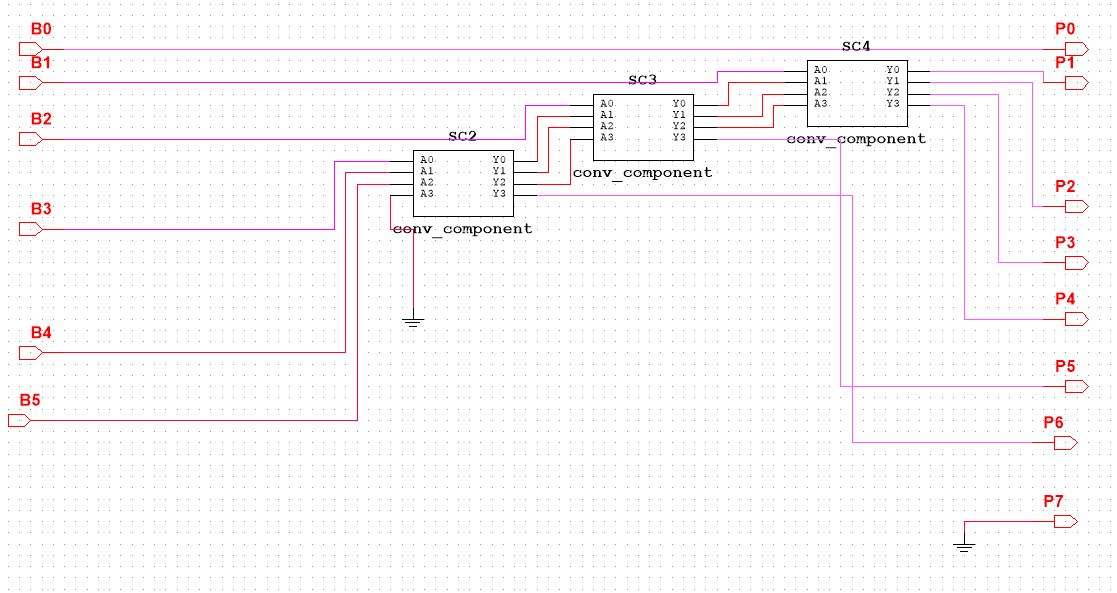 B0
P0
SC4
B1
P1
A0 Y0
A1 Y1
A2 Y2
A3 Y3
conv_component
SC3
A0 Y0
A1 Y1
A2 Y2
A3 Y3
conv_component
B2
SC2
A0 Y0
A1 Y1
A2 Y2
A3 Y3
conv_component
P2
B3
P3
P4
B4
P5
B5
P6
P7